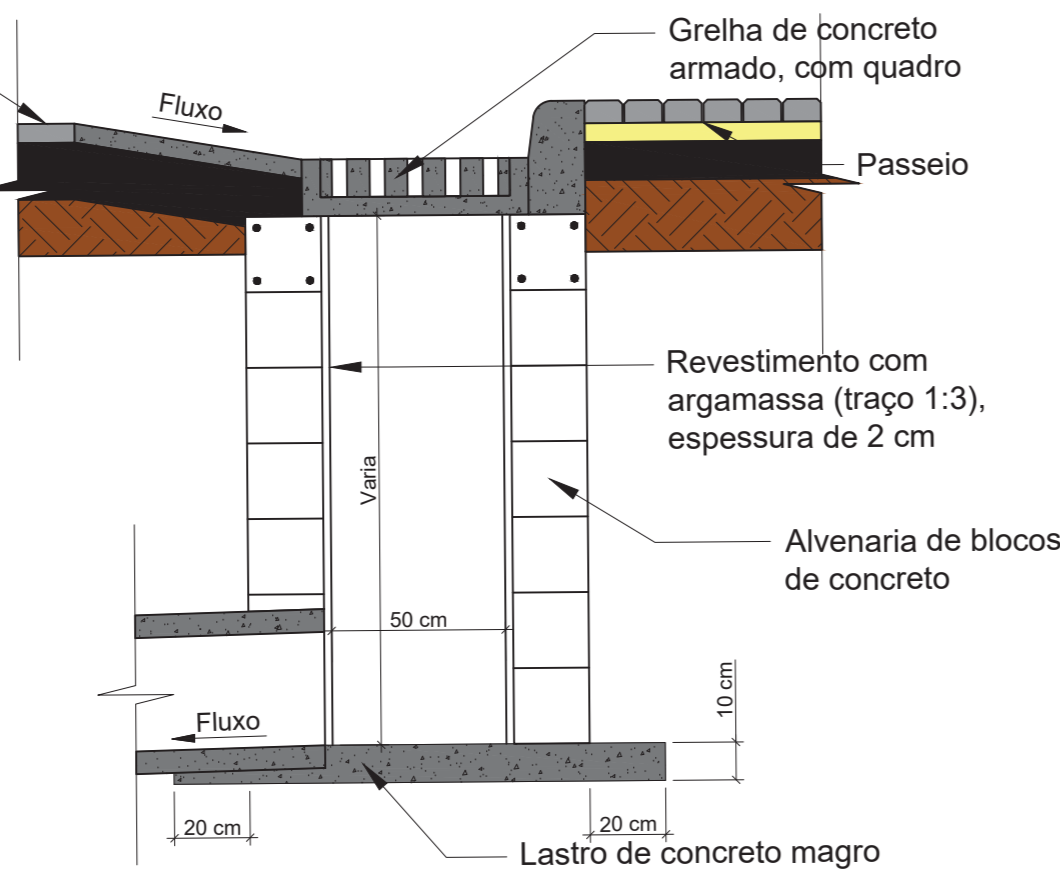 Grelha de concreto
armado, com quadro
Fluxo
Passeio
Revestimento com
argamassa (traço 1:3),
espessura de 2 cm
Varia
Alvenaria de blocos
de concreto
50 cm
10 cm
Fluxo
20 cm
20 cm
Lastro de concreto magro